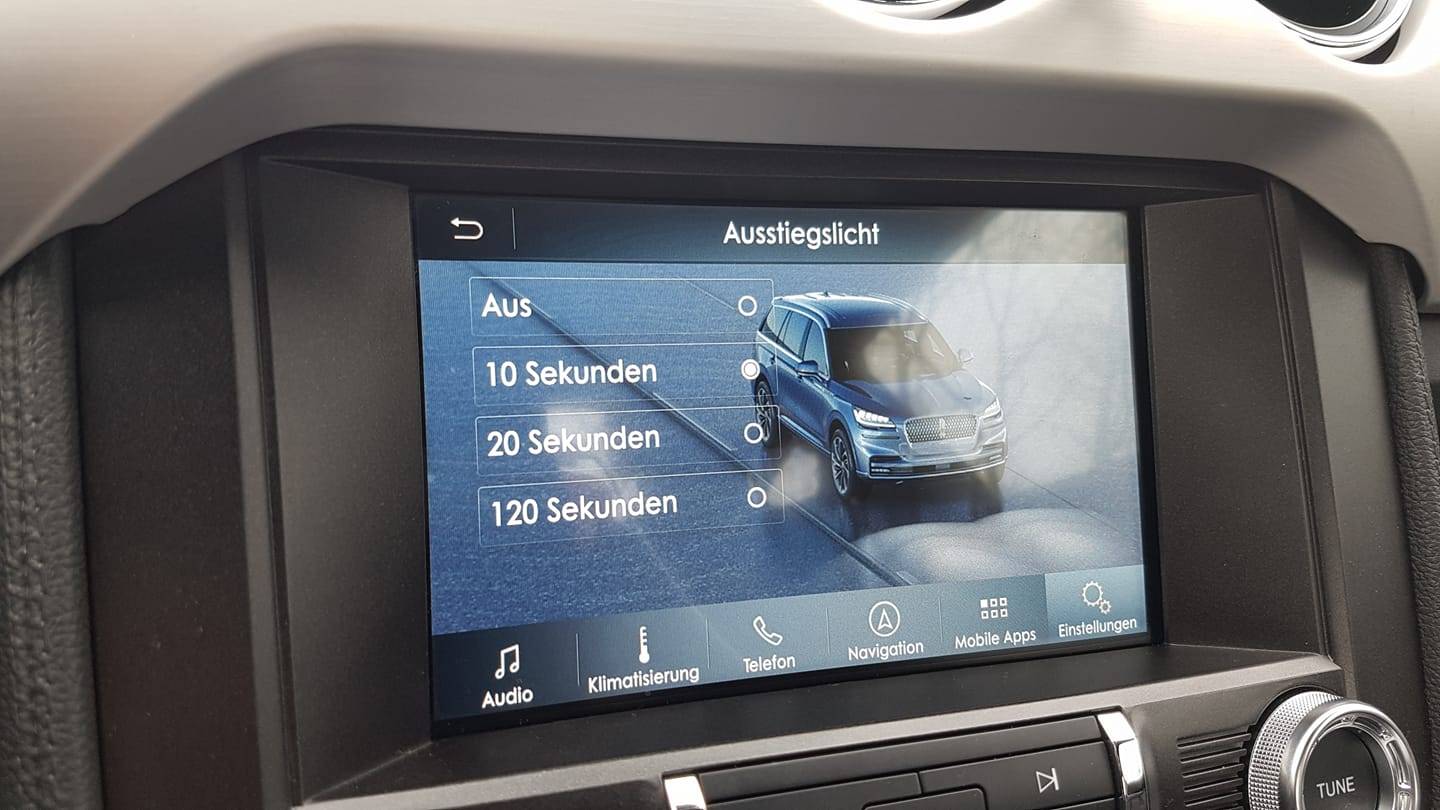 Ausstiegslicht
Aus
10 Sekunden
20 Sekunden
120 Sekunden
Audio
Klimatisierung
Telefon
Navigation
Mobile Apps
Einstellungen
TUNE